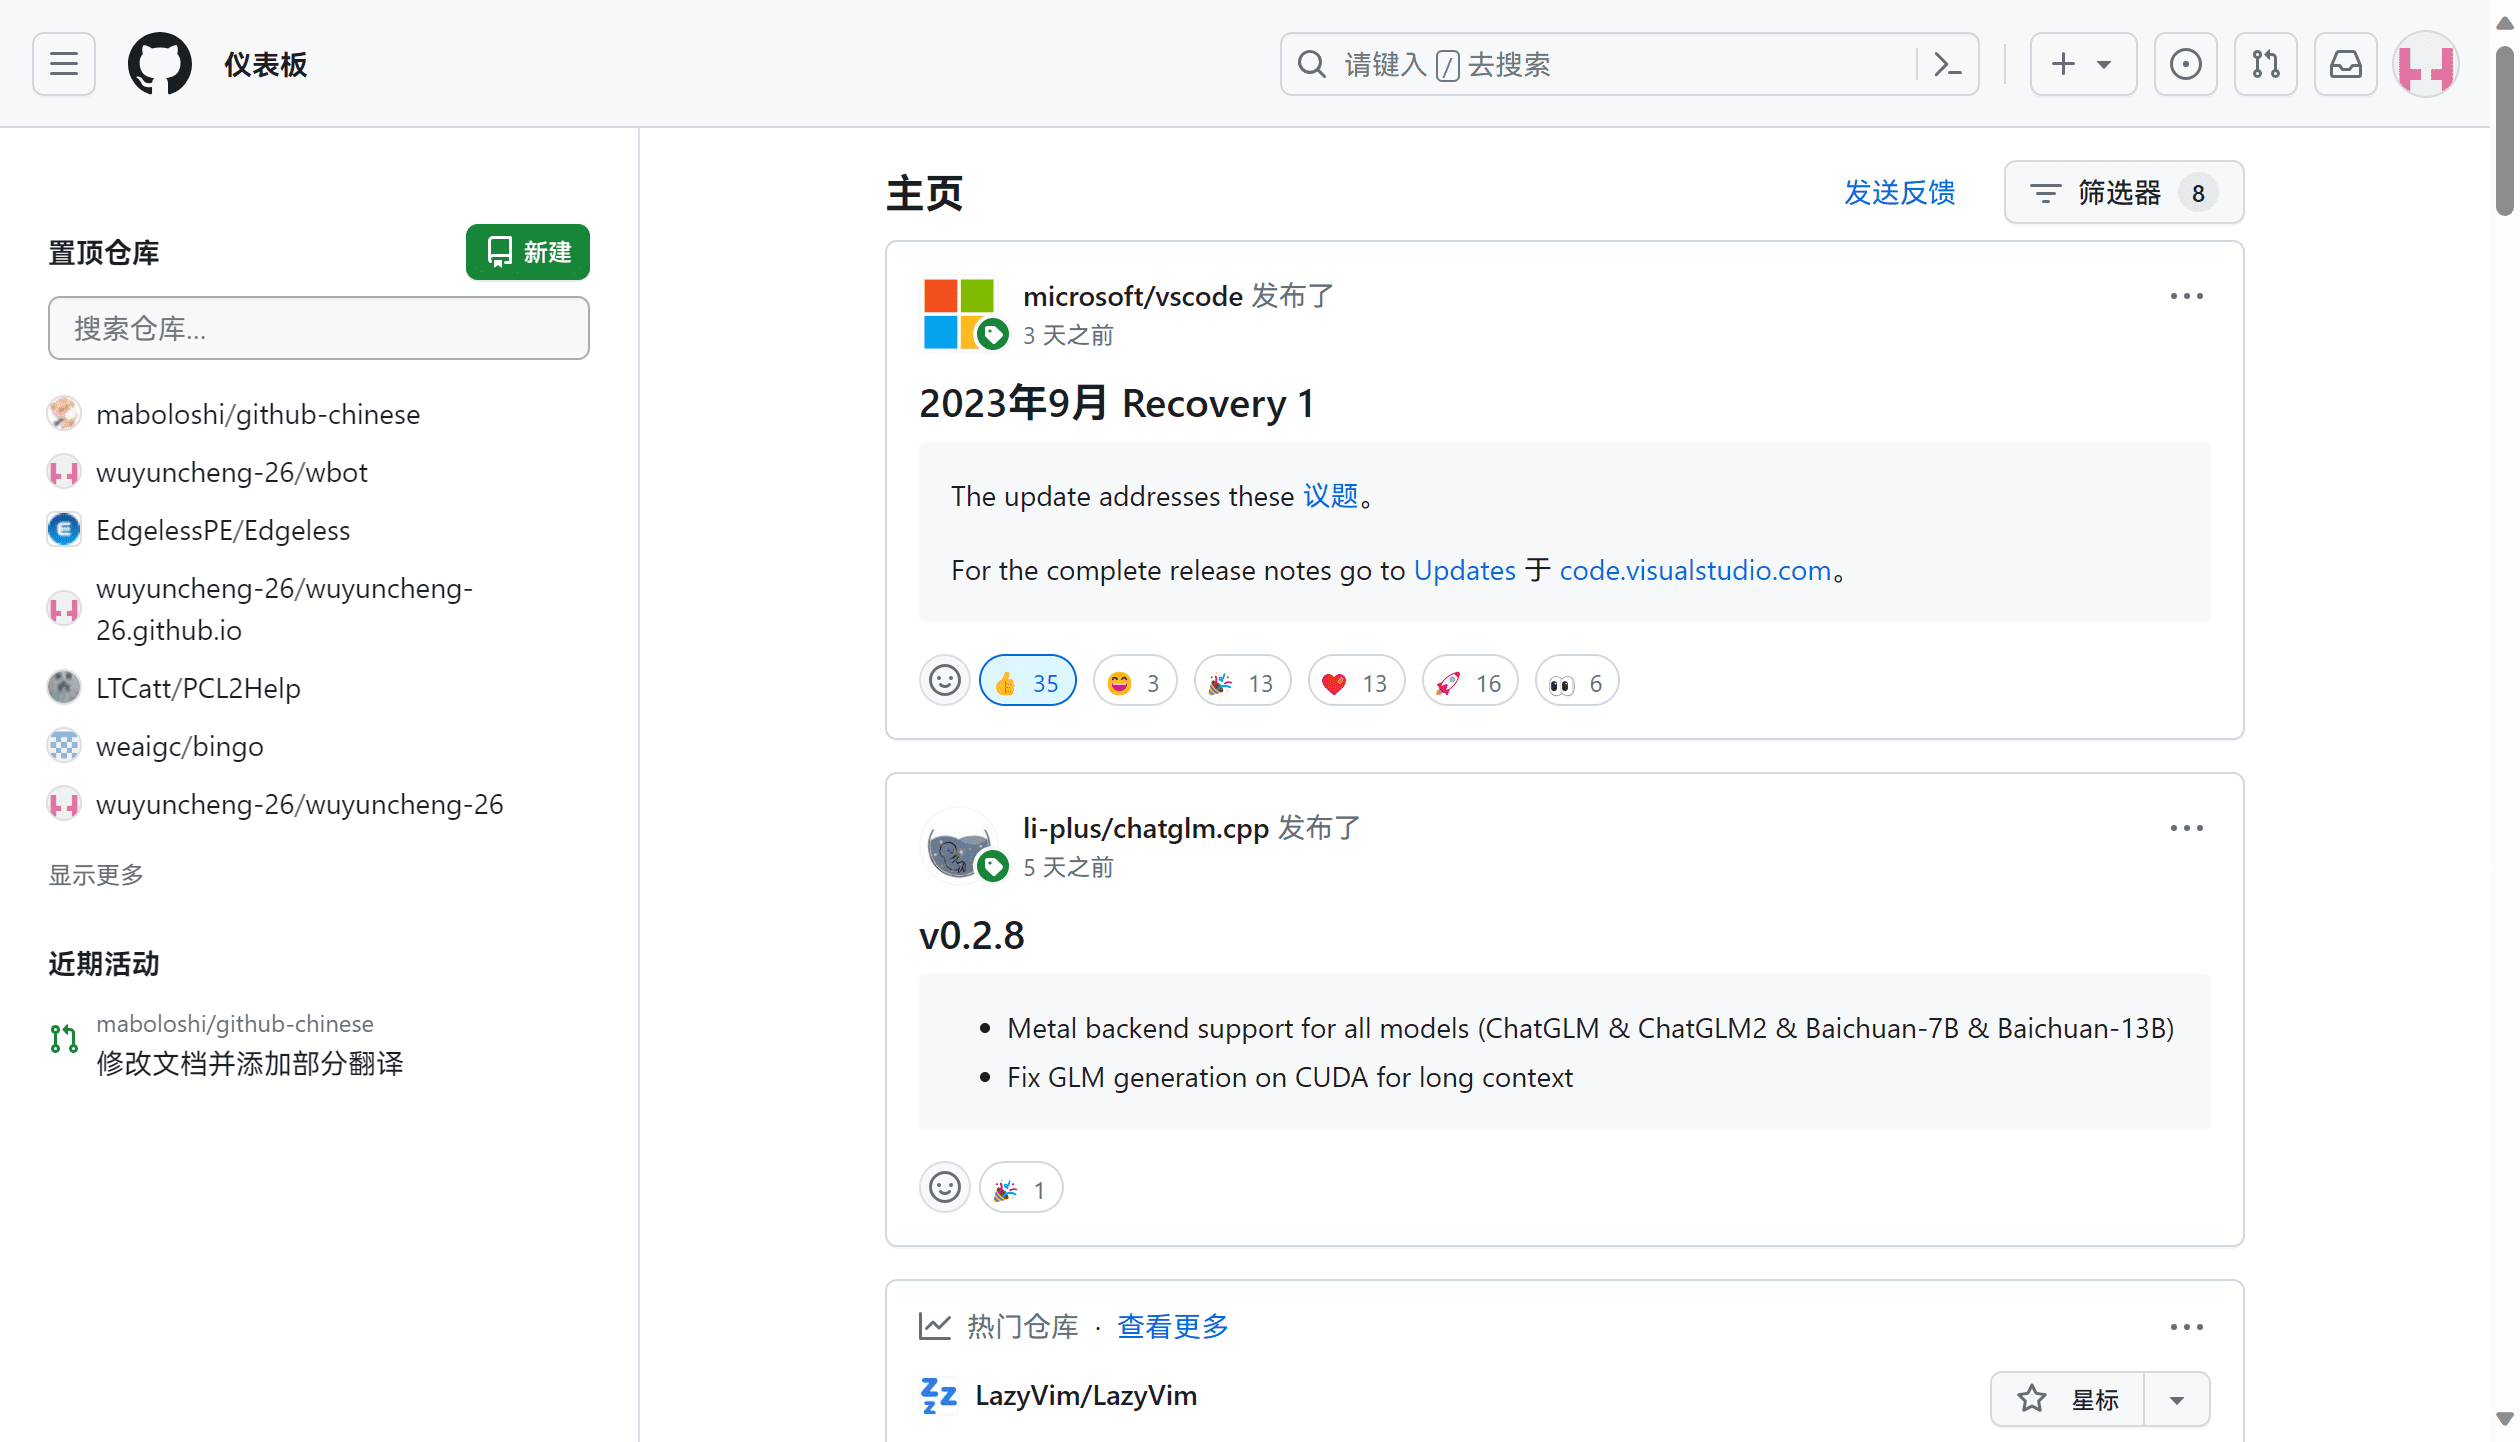 仪表板
请键入 / 去搜索
置顶仓库
新建
搜索仓库...
maboloshi/github-chinese
wuyuncheng-26/wbot
EdgelessPE/Edgeless
wuyuncheng-26/wuyuncheng-
26.github.io
LTCatt/PCL2Help
weaigc/bingo
wuyuncheng-26/wuyuncheng-26
显示更多
近期活动
maboloshi/github-chinese
修改文档并添加部分翻译
主页
发送反馈
筛选器 8
microsoft/vscode 发布了
3 天之前
2023年9月 Recovery 1
The update addresses these 议题。
For the complete release notes go to Updates 于 code.visualstudio.com。
👍 35 😄 3 🎉 13 ❤️ 13 🚀 16 👀 6
li-plus/chatglm.cpp 发布了
5 天之前
v0.2.8
• Metal backend support for all models (ChatGLM & ChatGLM2 & Baichuan-7B & Baichuan-13B)
• Fix GLM generation on CUDA for long context
🎉 1
热门仓库 · 查看更多
LazyVim/LazyVim
星标